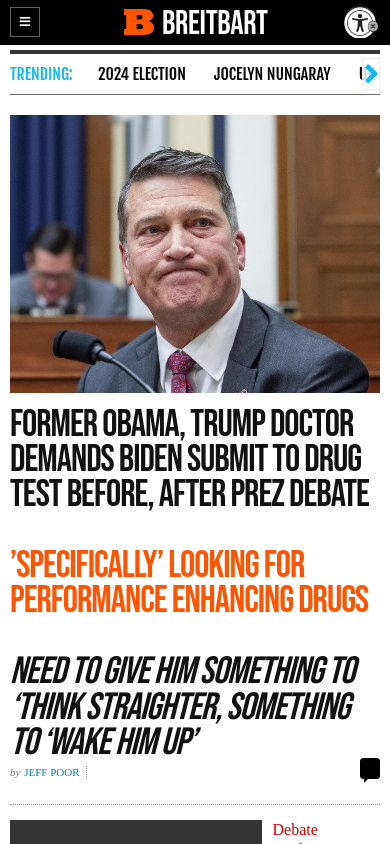 B BREITBART
TRENDING: 2024 ELECTION JOCELYN NUNGARAY
FORMER OBAMA, TRUMP DOCTOR
DEMANDS BIDEN SUBMIT TO DRUG
TEST BEFORE, AFTER PREZ DEBATE
’SPECIFICALLY’ LOOKING FOR
PERFORMANCE ENHANCING DRUGS
NEED TO GIVE HIM SOMETHING TO
‘THINK STRAIGHTER, SOMETHING
TO ‘WAKE HIM UP’
by JEFF POOR
Debate